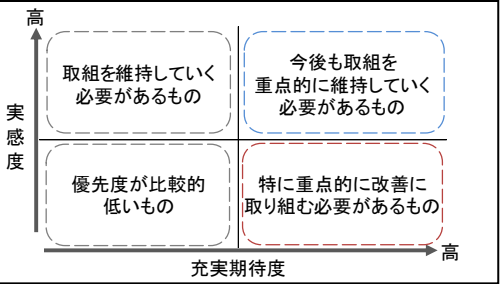 高
取組を維持していく
必要があるもの
今後も取組を
重点的に維持していく
必要があるもの
実感度
優先度が比較的
低いもの
特に重点的に改善に
取り組む必要があるもの
高
充実期待度